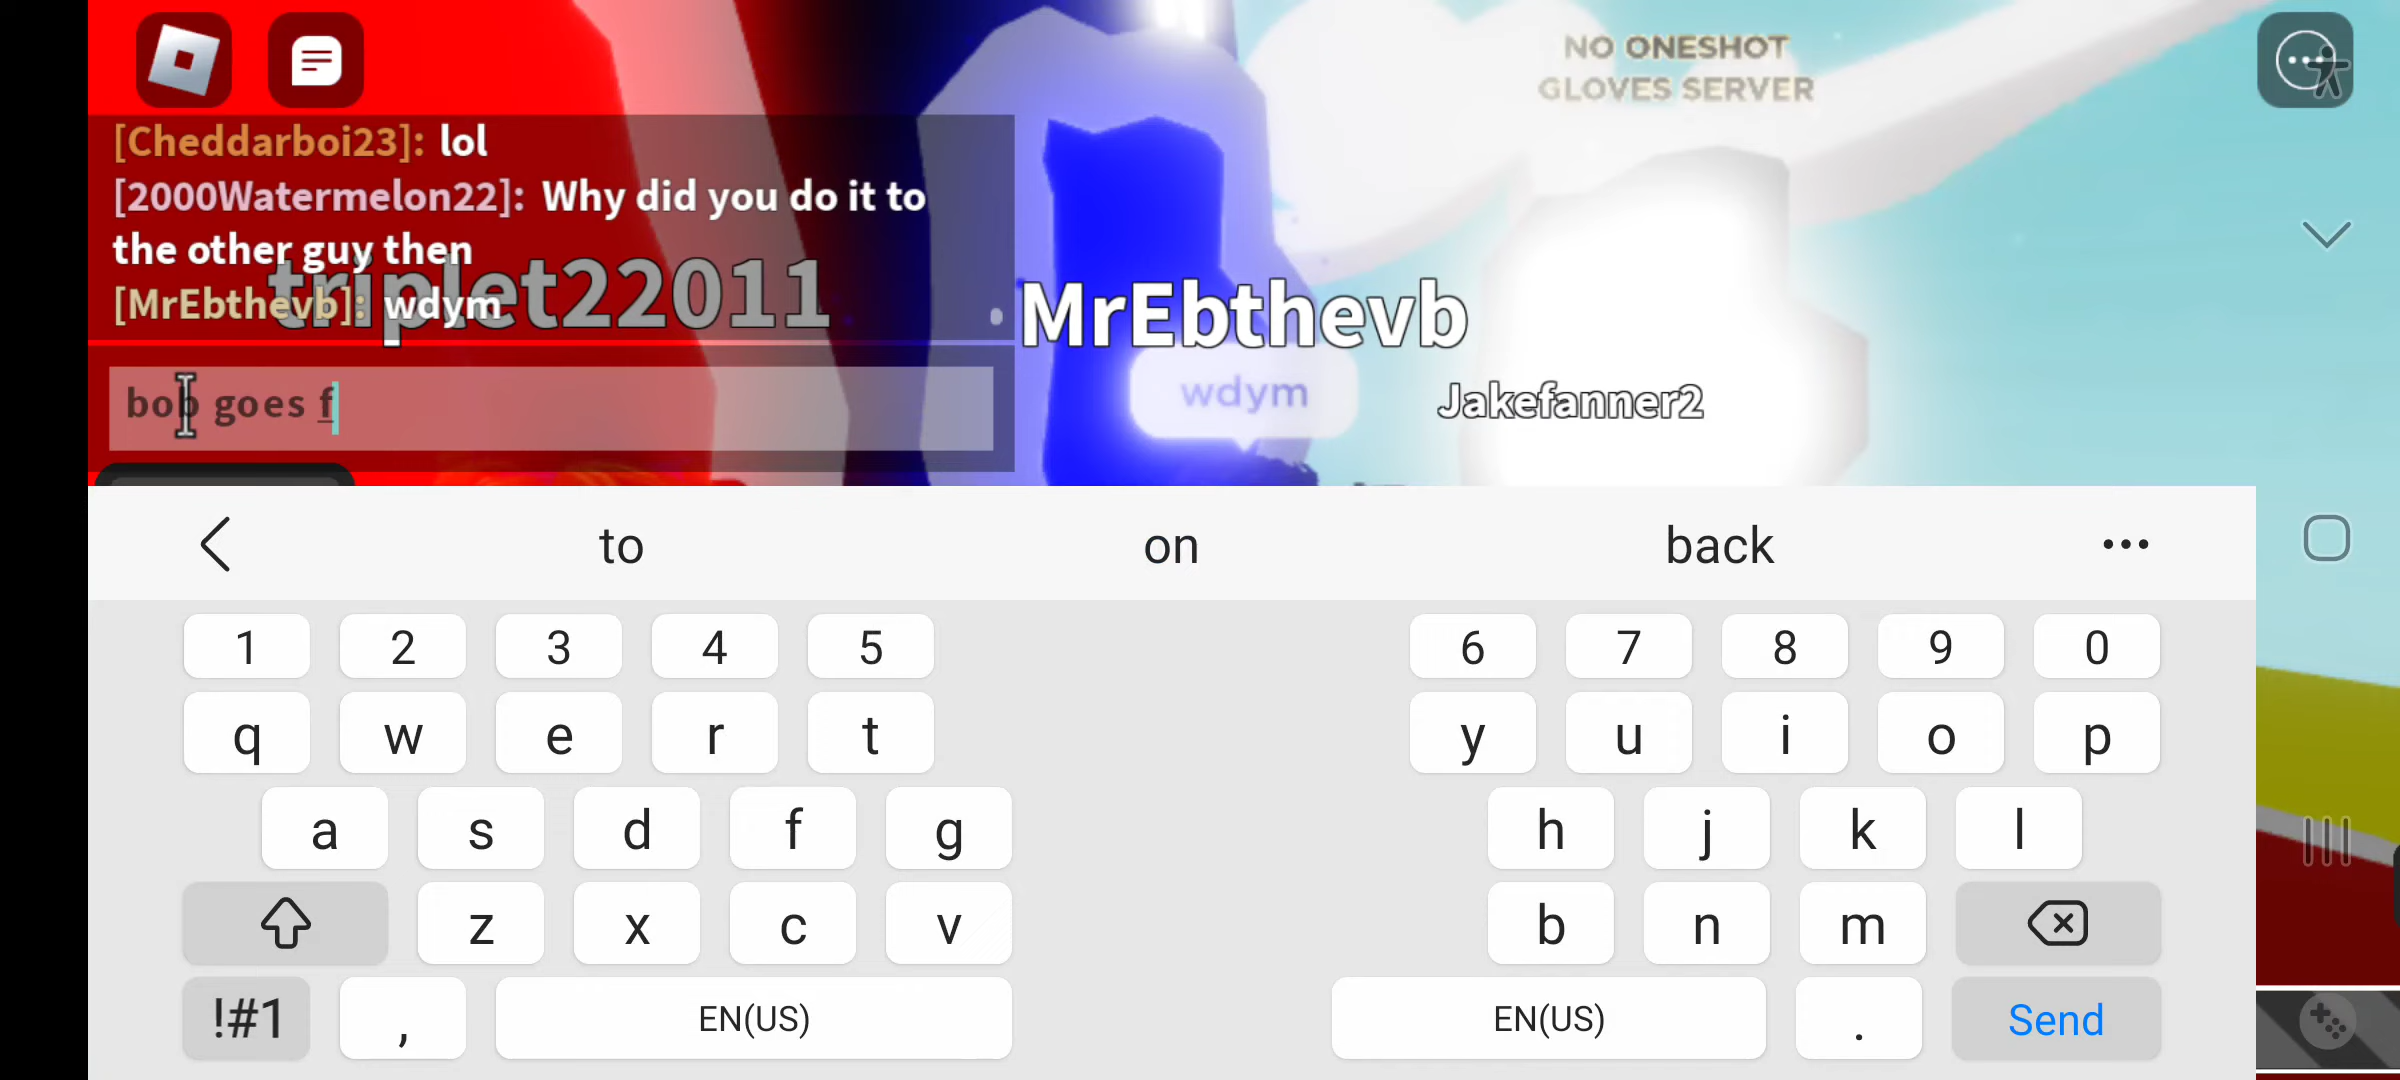 NO ONESHOT
GLOVES SERVER
[Cheddarboi23]: lol
[2000Watermelon22]: Why did you do it to
the other guy then
[MrEbthevb]: wdym
triplet22011
MrEbthevb
wdym
Jakefanner2
bob goes f
to on back
1 2 3 4 5 6 7 8 9 0
q w e r t y u i o p
a s d f g h j k l
z x c v b n m
!#1 , EN(US) EN(US) . Send